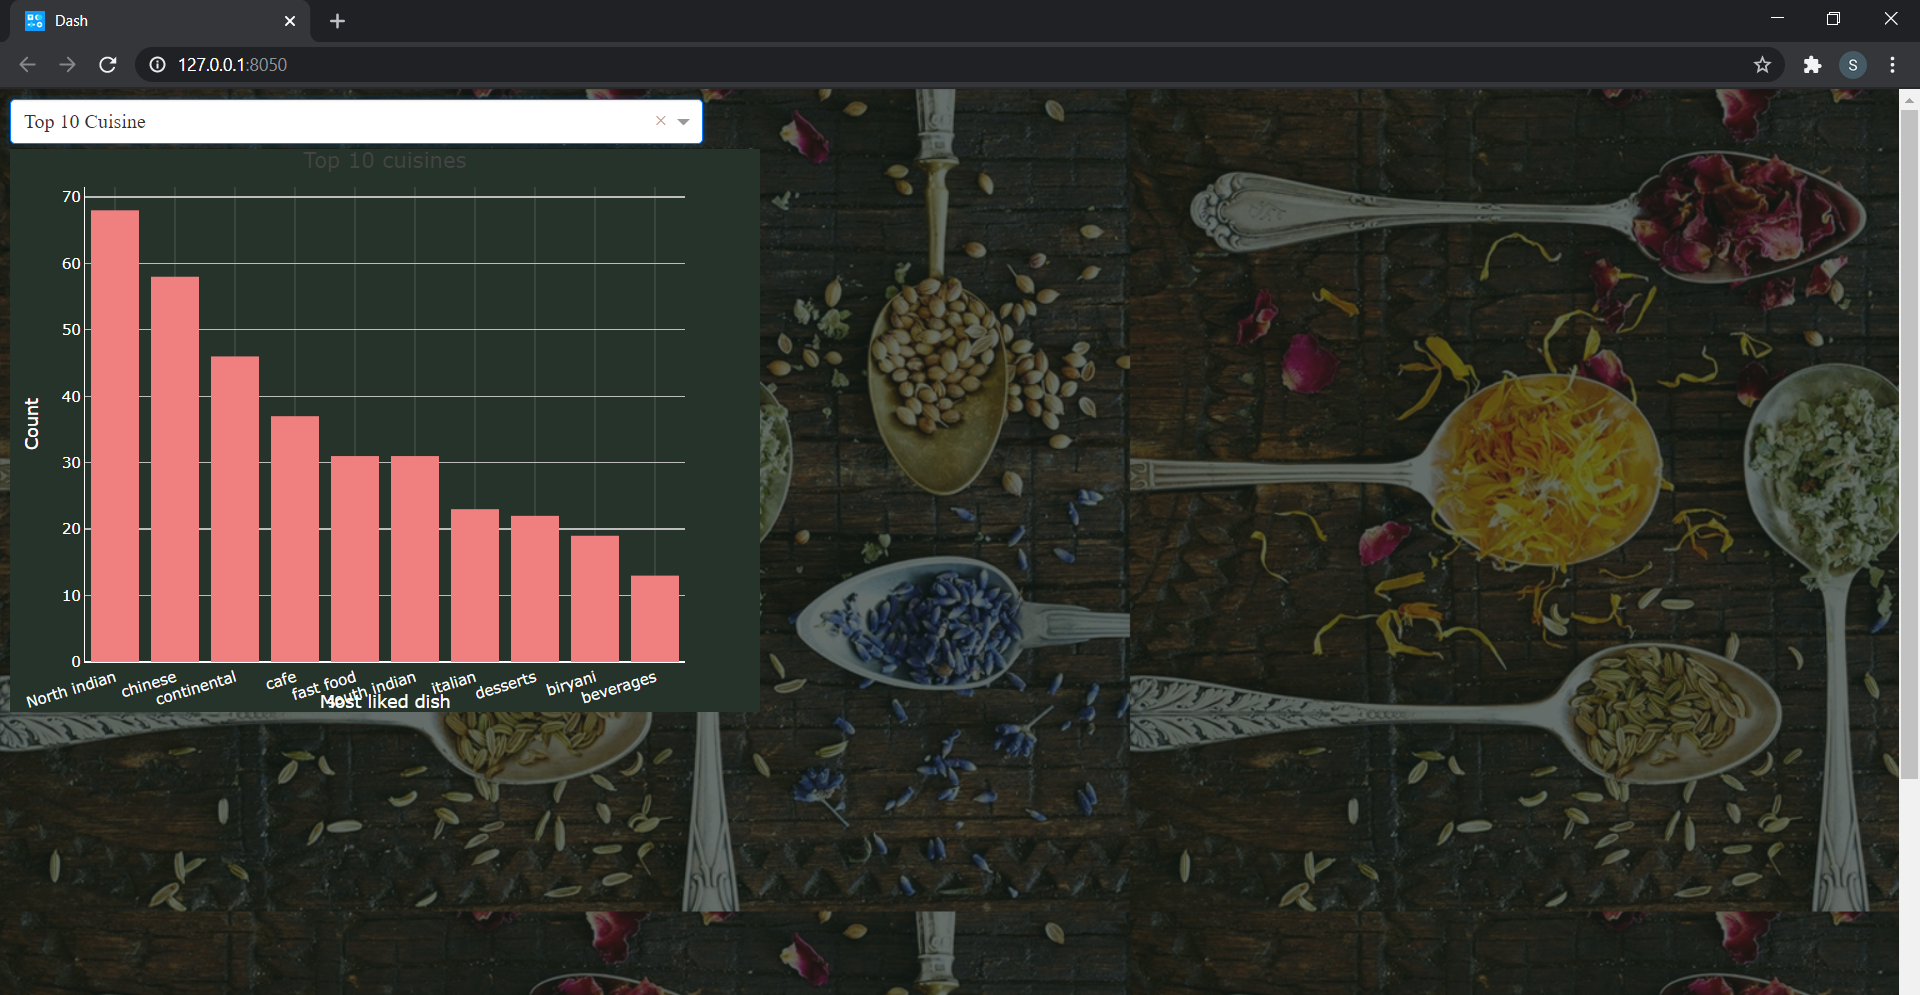 Dash
127.0.0.1:8050
S
Top 10 Cuisine
Top 10 cuisines
70
60
50
40
30
20
10
0
Count
North indian
chinese
continental
cafe
fast food
south indian
italian
desserts
biryani
beverages
Most liked dish